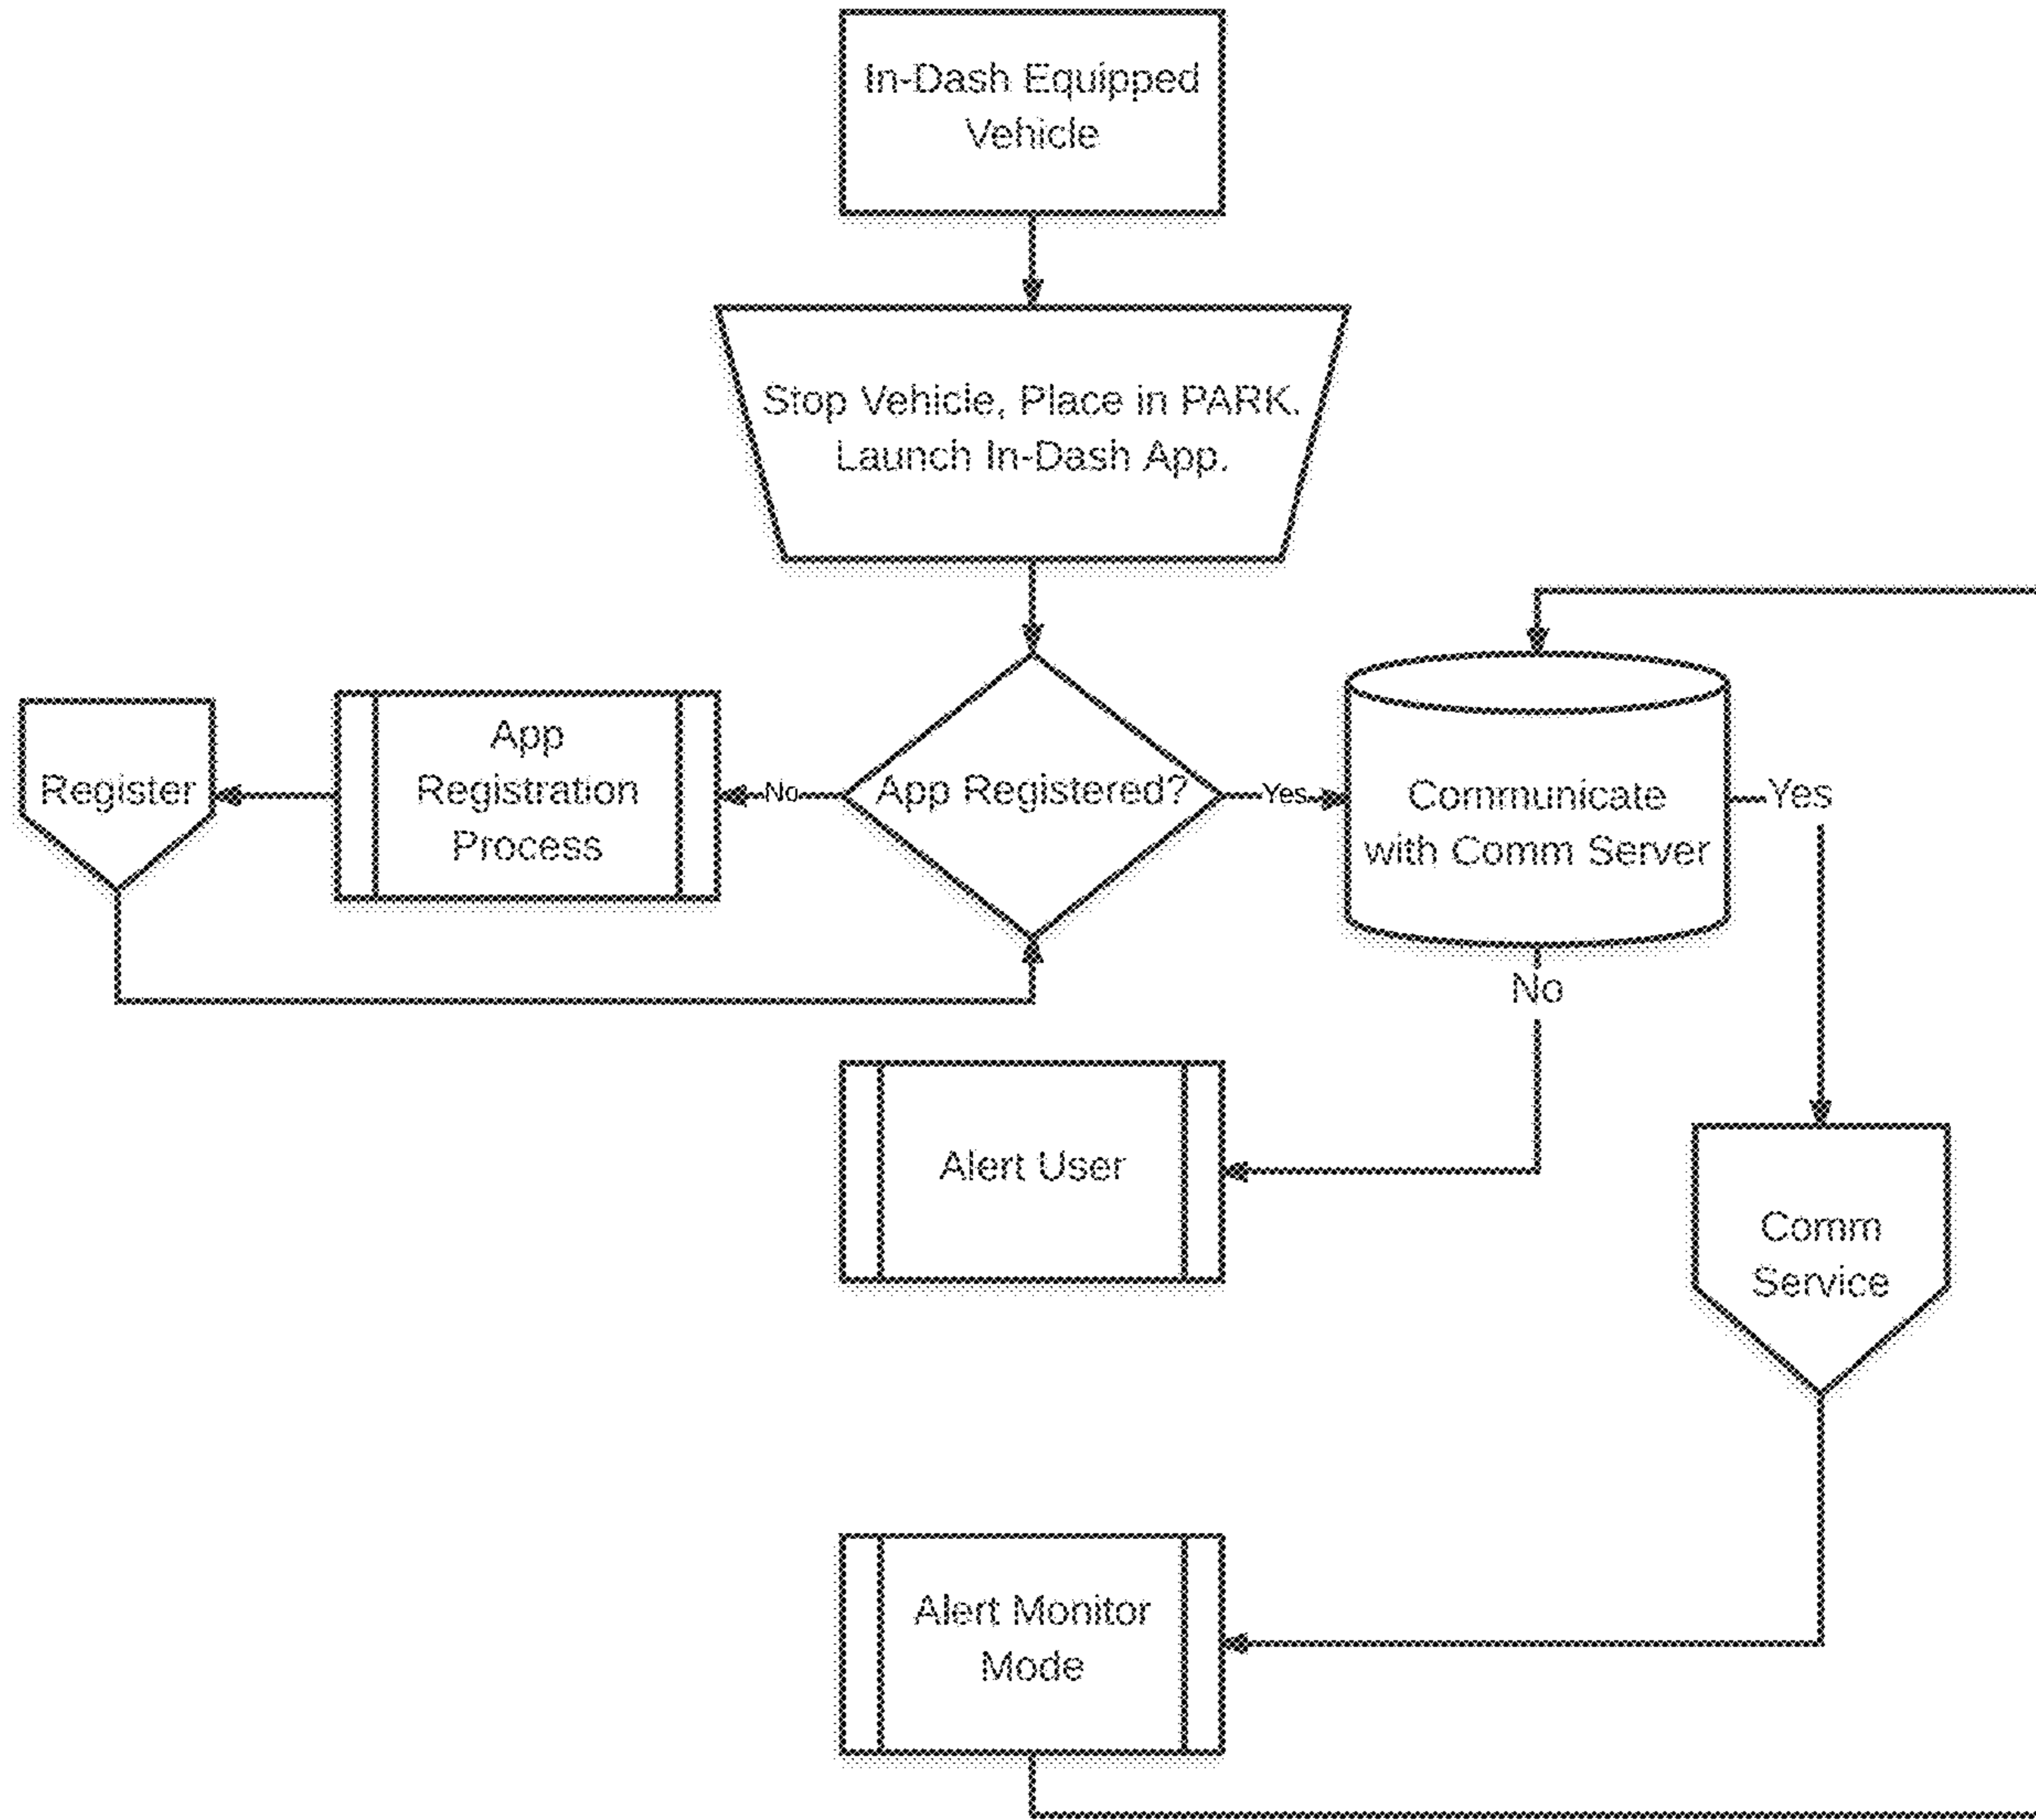 In-Dash Equipped
Vehicle
Stop Vehicle, Place in PARK.
Launch In-Dash App.
Register
App
Registration
Process
No
App Registered?
Yes
Communicate
with Comm Server
Yes
No
Alert User
Comm
Service
Alert Monitor
Mode